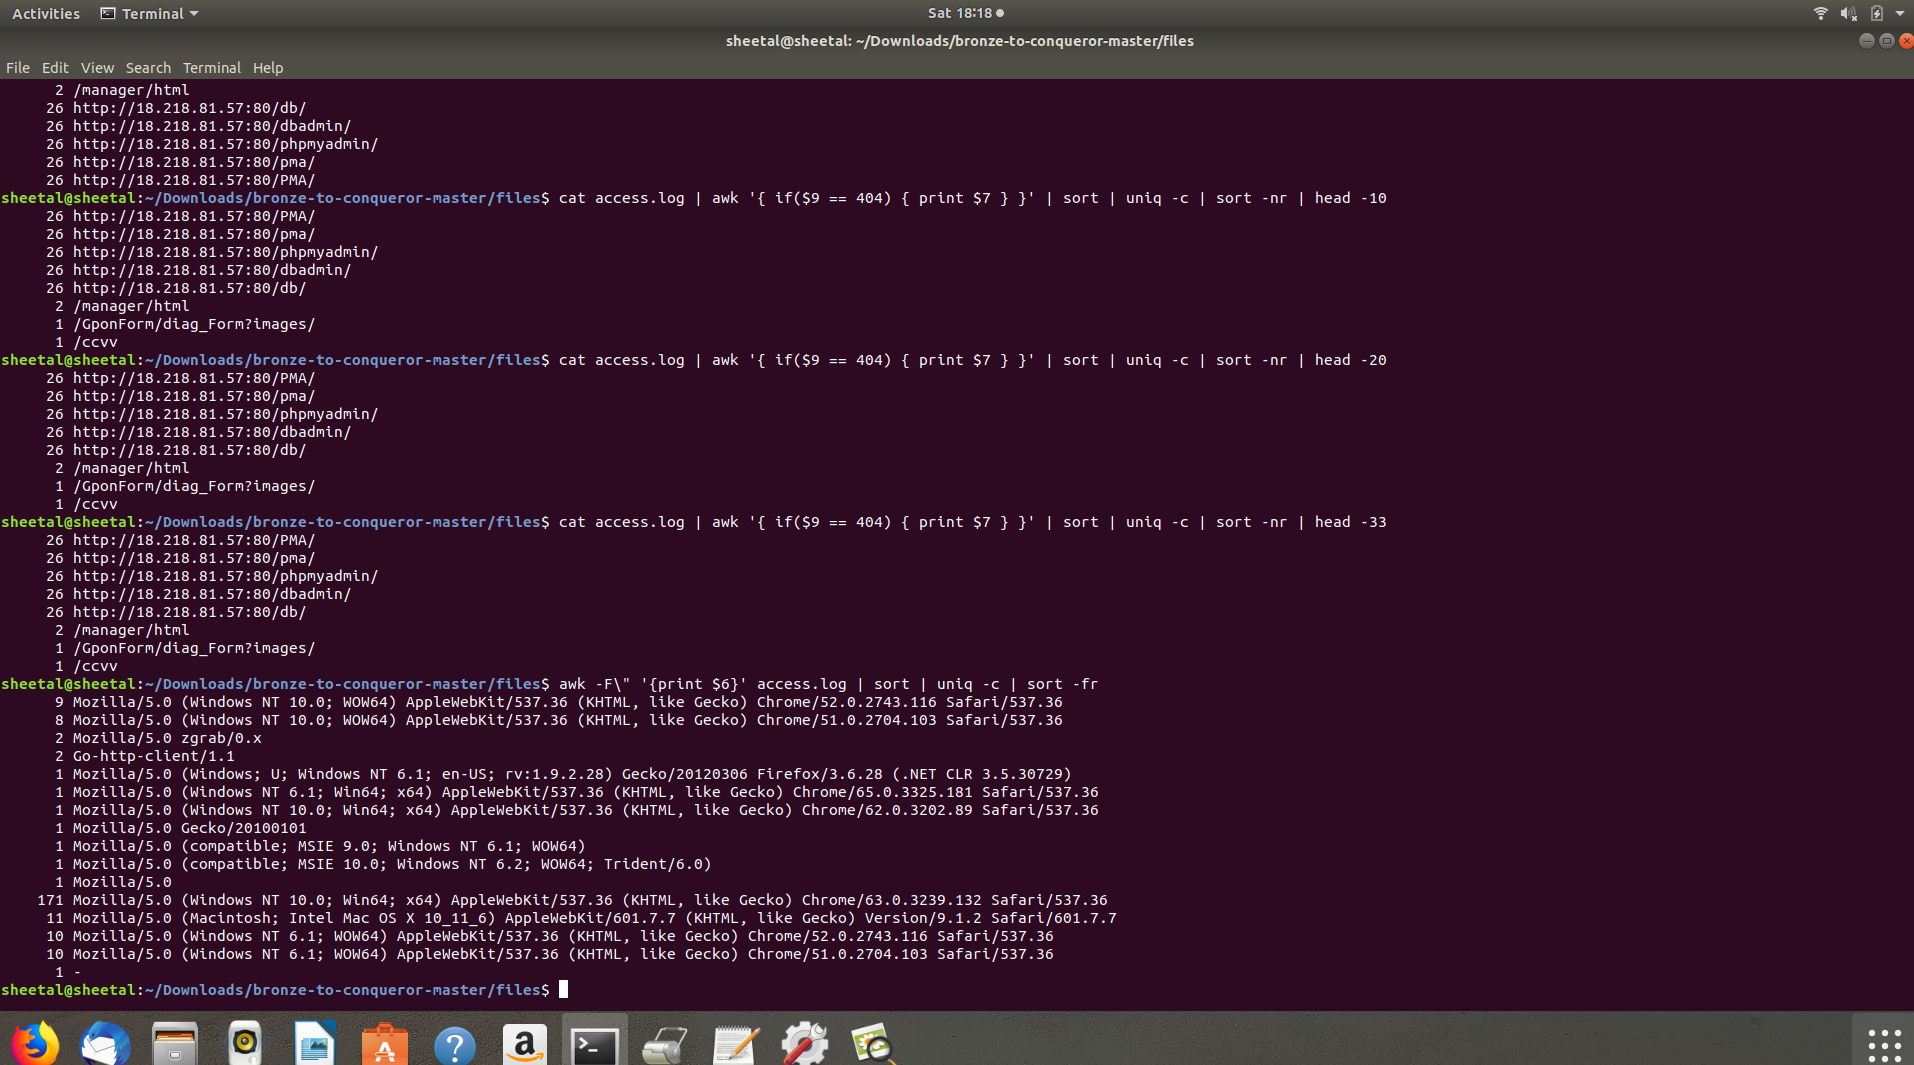 Activities Terminal Sat 18:18
sheetal@sheetal: ~/Downloads/bronze-to-conqueror-master/files
File Edit View Search Terminal Help
2 /manager/html
26 http://18.218.81.57:80/db/
26 http://18.218.81.57:80/dbadmin/
26 http://18.218.81.57:80/phpmyadmin/
26 http://18.218.81.57:80/pma/
26 http://18.218.81.57:80/PMA/
sheetal@sheetal:~/Downloads/bronze-to-conqueror-master/files$ cat access.log | awk '{ if($9 == 404) { print $7 } }' | sort | uniq -c | sort -nr | head -10
26 http://18.218.81.57:80/PMA/
26 http://18.218.81.57:80/pma/
26 http://18.218.81.57:80/phpmyadmin/
26 http://18.218.81.57:80/dbadmin/
26 http://18.218.81.57:80/db/
2 /manager/html
1 /GponForm/diag_Form?images/
1 /ccvv
sheetal@sheetal:~/Downloads/bronze-to-conqueror-master/files$ cat access.log | awk '{ if($9 == 404) { print $7 } }' | sort | uniq -c | sort -nr | head -20
26 http://18.218.81.57:80/PMA/
26 http://18.218.81.57:80/pma/
26 http://18.218.81.57:80/phpmyadmin/
26 http://18.218.81.57:80/dbadmin/
26 http://18.218.81.57:80/db/
2 /manager/html
1 /GponForm/diag_Form?images/
1 /ccvv
sheetal@sheetal:~/Downloads/bronze-to-conqueror-master/files$ cat access.log | awk '{ if($9 == 404) { print $7 } }' | sort | uniq -c | sort -nr | head -33
26 http://18.218.81.57:80/PMA/
26 http://18.218.81.57:80/pma/
26 http://18.218.81.57:80/phpmyadmin/
26 http://18.218.81.57:80/dbadmin/
26 http://18.218.81.57:80/db/
2 /manager/html
1 /GponForm/diag_Form?images/
1 /ccvv
sheetal@sheetal:~/Downloads/bronze-to-conqueror-master/files$ awk -F\" '{print $6}' access.log | sort | uniq -c | sort -fr
9 Mozilla/5.0 (Windows NT 10.0; WOW64) AppleWebKit/537.36 (KHTML, like Gecko) Chrome/52.0.2743.116 Safari/537.36
8 Mozilla/5.0 (Windows NT 10.0; WOW64) AppleWebKit/537.36 (KHTML, like Gecko) Chrome/51.0.2704.103 Safari/537.36
2 Mozilla/5.0 zgrab/0.x
2 Go-http-client/1.1
1 Mozilla/5.0 (Windows; U; Windows NT 6.1; en-US; rv:1.9.2.28) Gecko/20120306 Firefox/3.6.28 (.NET CLR 3.5.30729)
1 Mozilla/5.0 (Windows NT 6.1; Win64; x64) AppleWebKit/537.36 (KHTML, like Gecko) Chrome/65.0.3325.181 Safari/537.36
1 Mozilla/5.0 (Windows NT 10.0; Win64; x64) AppleWebKit/537.36 (KHTML, like Gecko) Chrome/62.0.3202.89 Safari/537.36
1 Mozilla/5.0 Gecko/20100101
1 Mozilla/5.0 (compatible; MSIE 9.0; Windows NT 6.1; WOW64)
1 Mozilla/5.0 (compatible; MSIE 10.0; Windows NT 6.2; WOW64; Trident/6.0)
1 Mozilla/5.0
171 Mozilla/5.0 (Windows NT 10.0; Win64; x64) AppleWebKit/537.36 (KHTML, like Gecko) Chrome/63.0.3239.132 Safari/537.36
11 Mozilla/5.0 (Macintosh; Intel Mac OS X 10_11_6) AppleWebKit/601.7.7 (KHTML, like Gecko) Version/9.1.2 Safari/601.7.7
10 Mozilla/5.0 (Windows NT 6.1; WOW64) AppleWebKit/537.36 (KHTML, like Gecko) Chrome/52.0.2743.116 Safari/537.36
10 Mozilla/5.0 (Windows NT 6.1; WOW64) AppleWebKit/537.36 (KHTML, like Gecko) Chrome/51.0.2704.103 Safari/537.36
1 -
sheetal@sheetal:~/Downloads/bronze-to-conqueror-master/files$